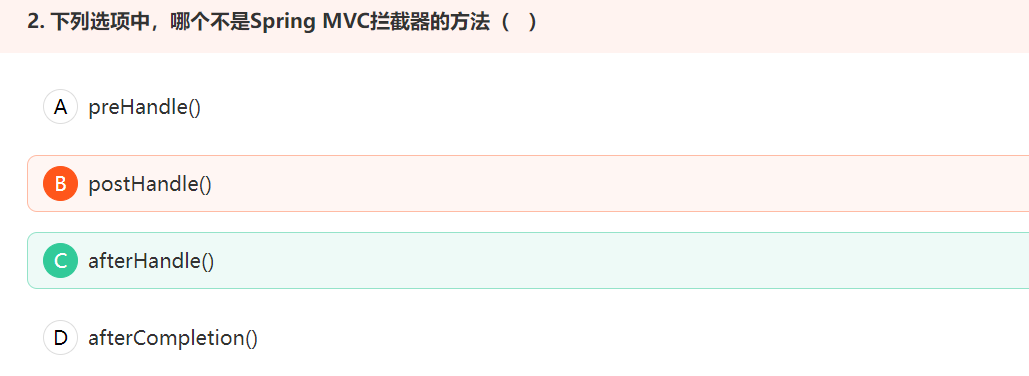 2. 下列选项中，哪个不是Spring MVC拦截器的方法（ ）
A preHandle()
B postHandle()
C afterHandle()
D afterCompletion()